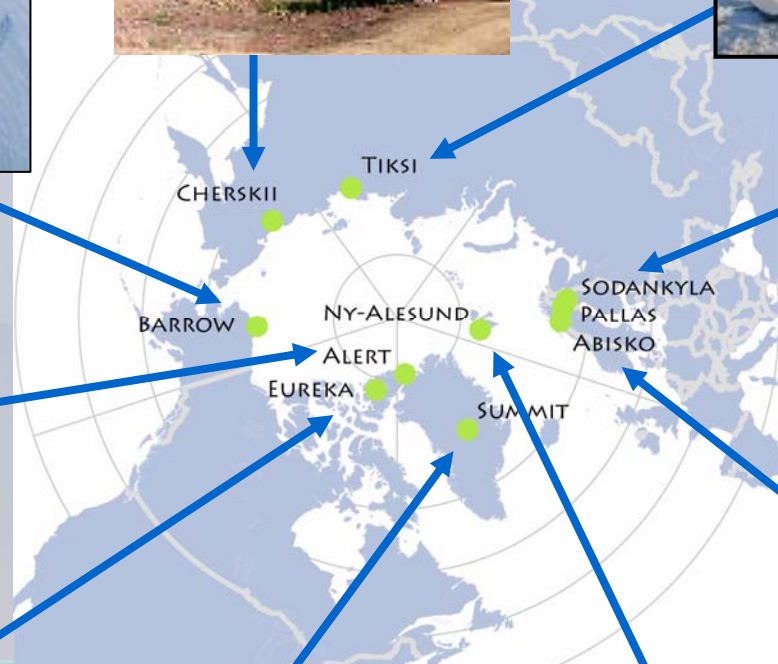 TIKSI
CHERSKII
SODANKYLA
NY-ALESUND
PALLAS
BARROW
ABISKO
ALERT
EUREKA
SUMMIT